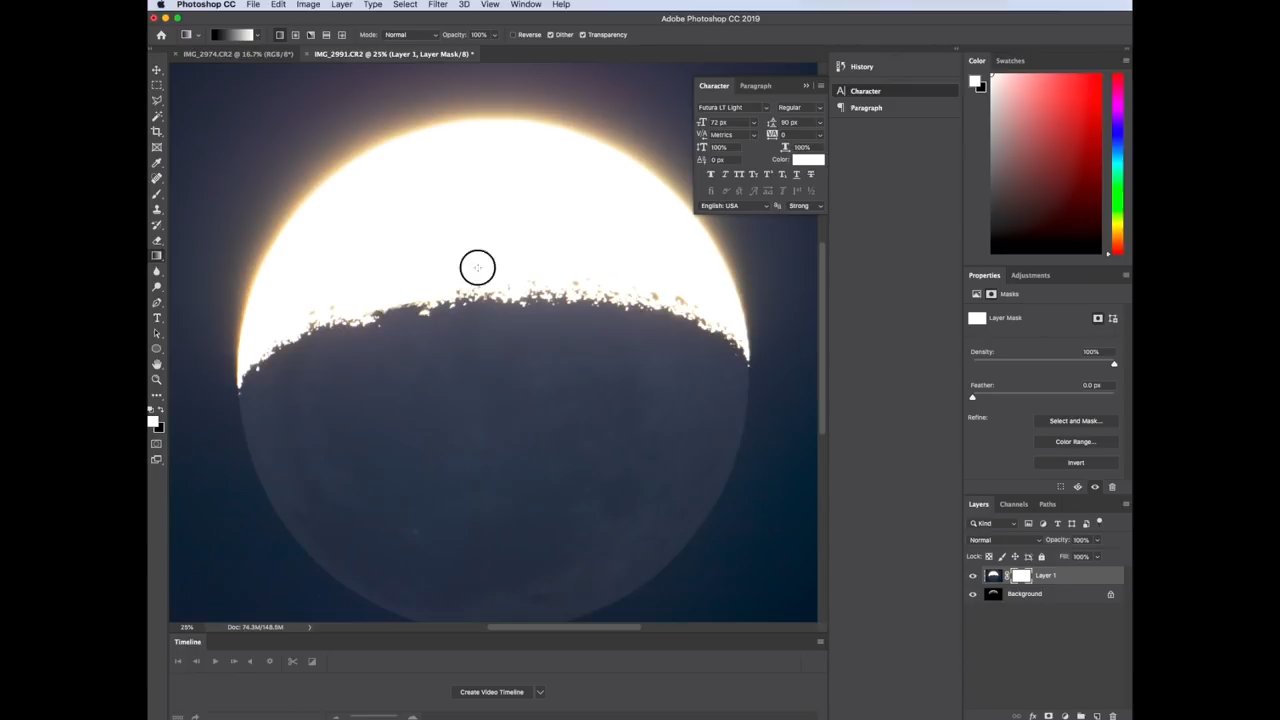 Photoshop CC File Edit Image Layer Type Select Filter 3D View Window Help
Adobe Photoshop CC 2019
Mode: Normal Opacity: 100% Reverse Dither Transparency
IMG_2974.CR2 @ 16.7% (RGB/8*) IMG_2991.CR2 @ 25% (Layer 1, Layer Mask/8) *
Character Paragraph
Futura LT Light Regular
72 px 90 px
Metrics 0
100% 100%
0 px Color:
English: USA Strong
History
Character
Paragraph
Color Swatches
Properties Adjustments
Masks
Layer Mask
Density: 100%
Feather: 0.0 px
Refine: Select and Mask...
Color Range...
Invert
Layers Channels Paths
Kind
Normal Opacity: 100%
Lock: Fill: 100%
Layer 1
Background
25% Doc: 74.3M/148.5M
Timeline
Create Video Timeline